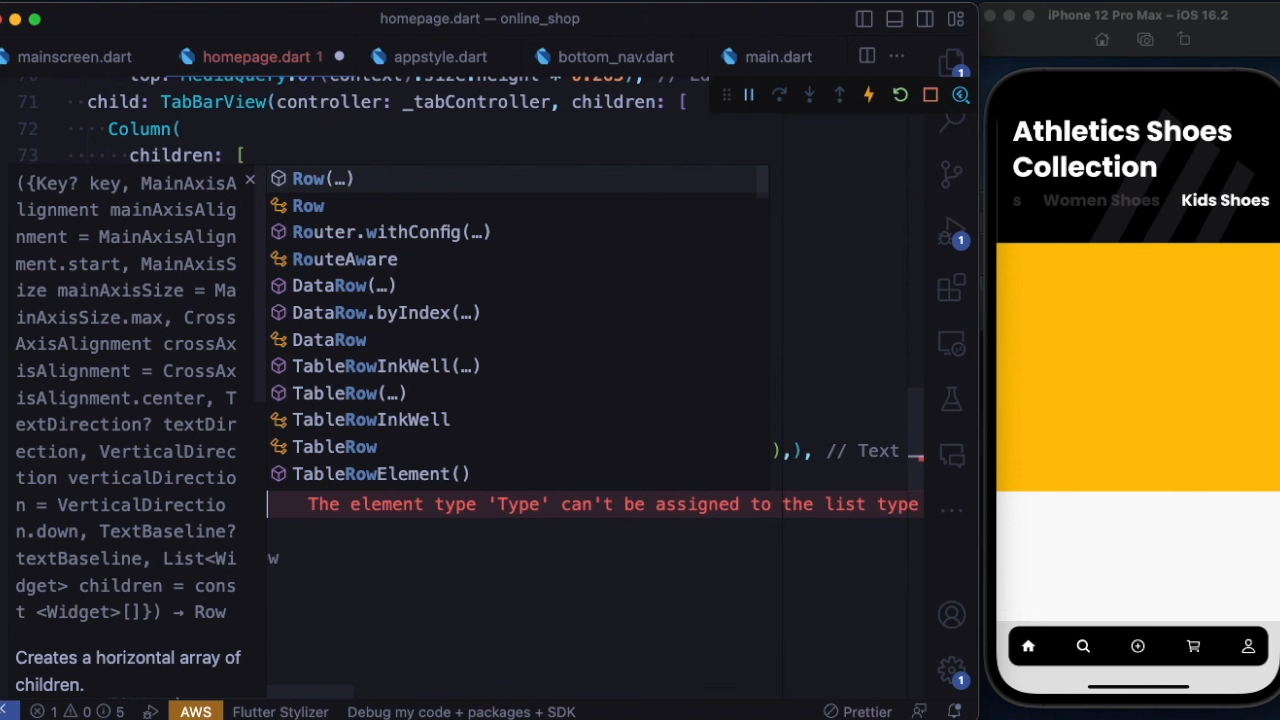 homepage.dart — online_shop
mainscreen.dart
homepage.dart 1
appstyle.dart
bottom_nav.dart
main.dart
71 child: TabBarView(controller: _tabController, children: [
72 Column(
73 children: [
({Key? key, MainAxisA
lignment mainAxisAlig
nment = MainAxisAlign
ment.start, MainAxisS
ize mainAxisSize = Ma
inAxisSize.max, Cross
AxisAlignment crossAx
isAlignment = CrossAx
isAlignment.center, T
extDirection? textDir
ection, VerticalDirec
tion verticalDirectio
n = VerticalDirectio
n.down, TextBaseline?
textBaseline, List<Wi
dget> children = cons
t <Widget>[]}) → Row
Creates a horizontal array of
children.
Row(…)
Row
Router.withConfig(…)
RouteAware
DataRow(…)
DataRow.byIndex(…)
DataRow
TableRowInkWell(…)
TableRow(…)
TableRowInkWell
TableRow
TableRowElement()
),), // Text
The element type 'Type' can't be assigned to the list type
w
1
1
1
1 0 5
AWS
Flutter Stylizer
Debug my code + packages + SDK
Prettier
iPhone 12 Pro Max – iOS 16.2
Athletics Shoes
Collection
s Women Shoes Kids Shoes